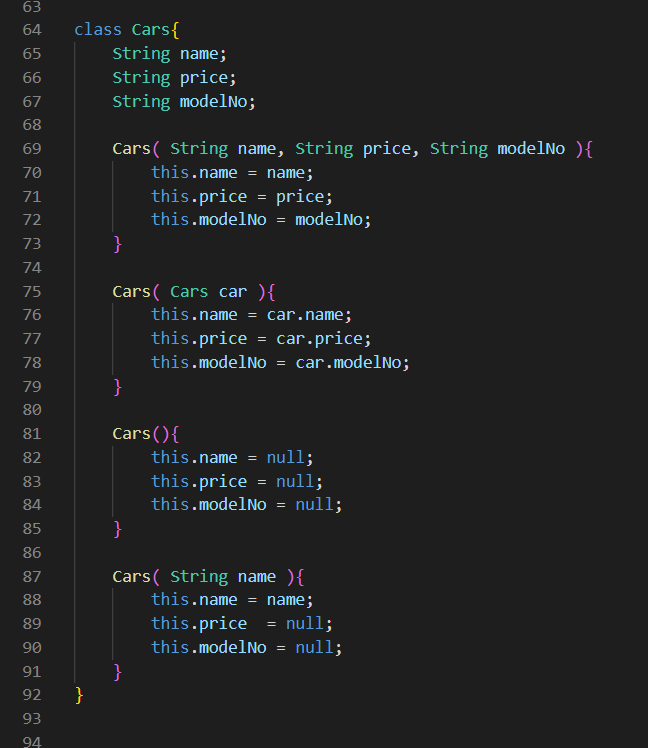 63
64 class Cars{
65     String name;
66     String price;
67     String modelNo;
68
69     Cars( String name, String price, String modelNo ){
70         this.name = name;
71         this.price = price;
72         this.modelNo = modelNo;
73     }
74
75     Cars( Cars car ){
76         this.name = car.name;
77         this.price = car.price;
78         this.modelNo = car.modelNo;
79     }
80
81     Cars(){
82         this.name = null;
83         this.price = null;
84         this.modelNo = null;
85     }
86
87     Cars( String name ){
88         this.name = name;
89         this.price  = null;
90         this.modelNo = null;
91     }
92 }
93
94